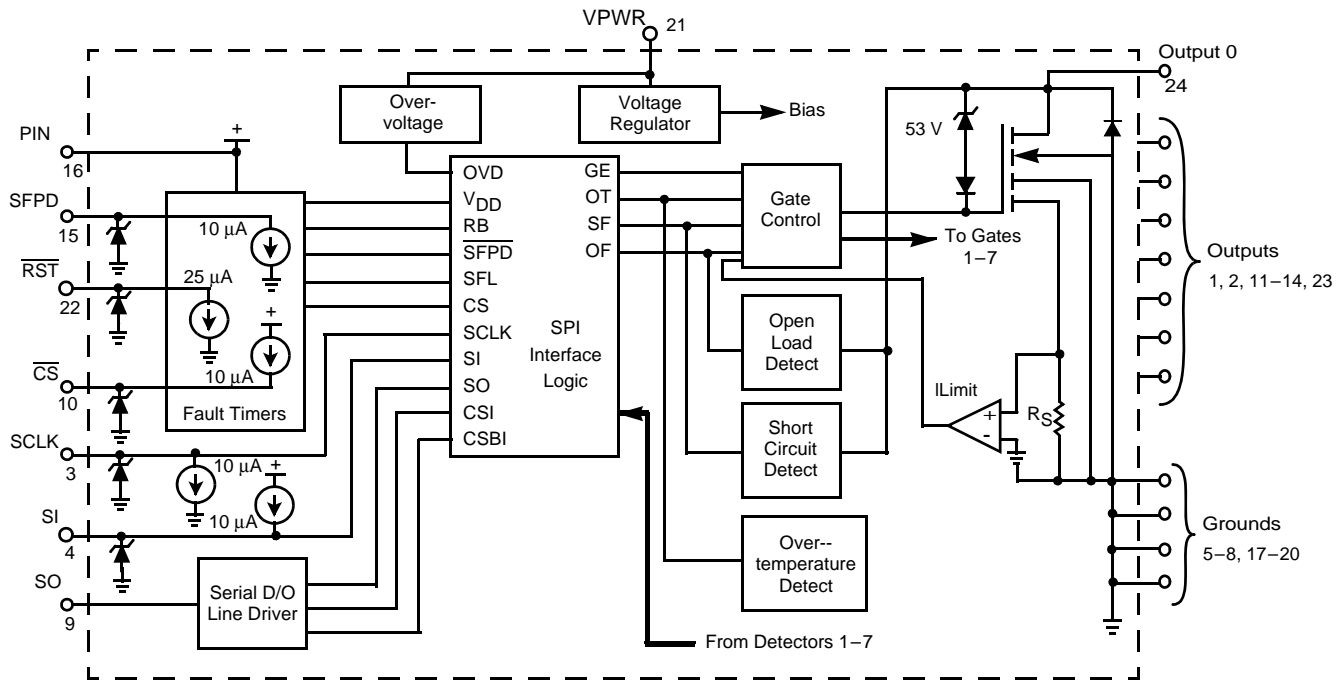 VPWR
21
Output 0
24
Over-
voltage
Voltage
Regulator
Bias
53 V
PIN
16
+
SFPD
15
10 µA
RST
22
25 µA
+
10 µA
CS
10
Fault Timers
SCLK
3
10 µA
+
SI
4
10 µA
SO
9
Serial D/O
Line Driver
OVD
VDD
RB
SFPD
SFL
CS
SCLK
SI
SO
CSI
CSBI
GE
OT
SF
OF
SPI
Interface
Logic
Gate
Control
To Gates
1–7
Open
Load
Detect
Short
Circuit
Detect
Over--
temperature
Detect
ILimit
+
-
RS
From Detectors 1–7
Outputs
1, 2, 11–14, 23
Grounds
5–8, 17–20